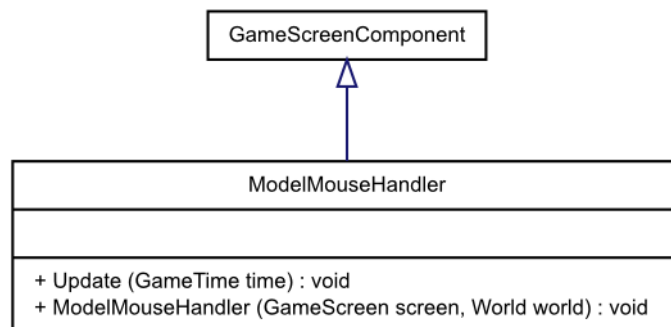 GameScreenComponent
ModelMouseHandler
+ Update (GameTime time) : void
+ ModelMouseHandler (GameScreen screen, World world) : void